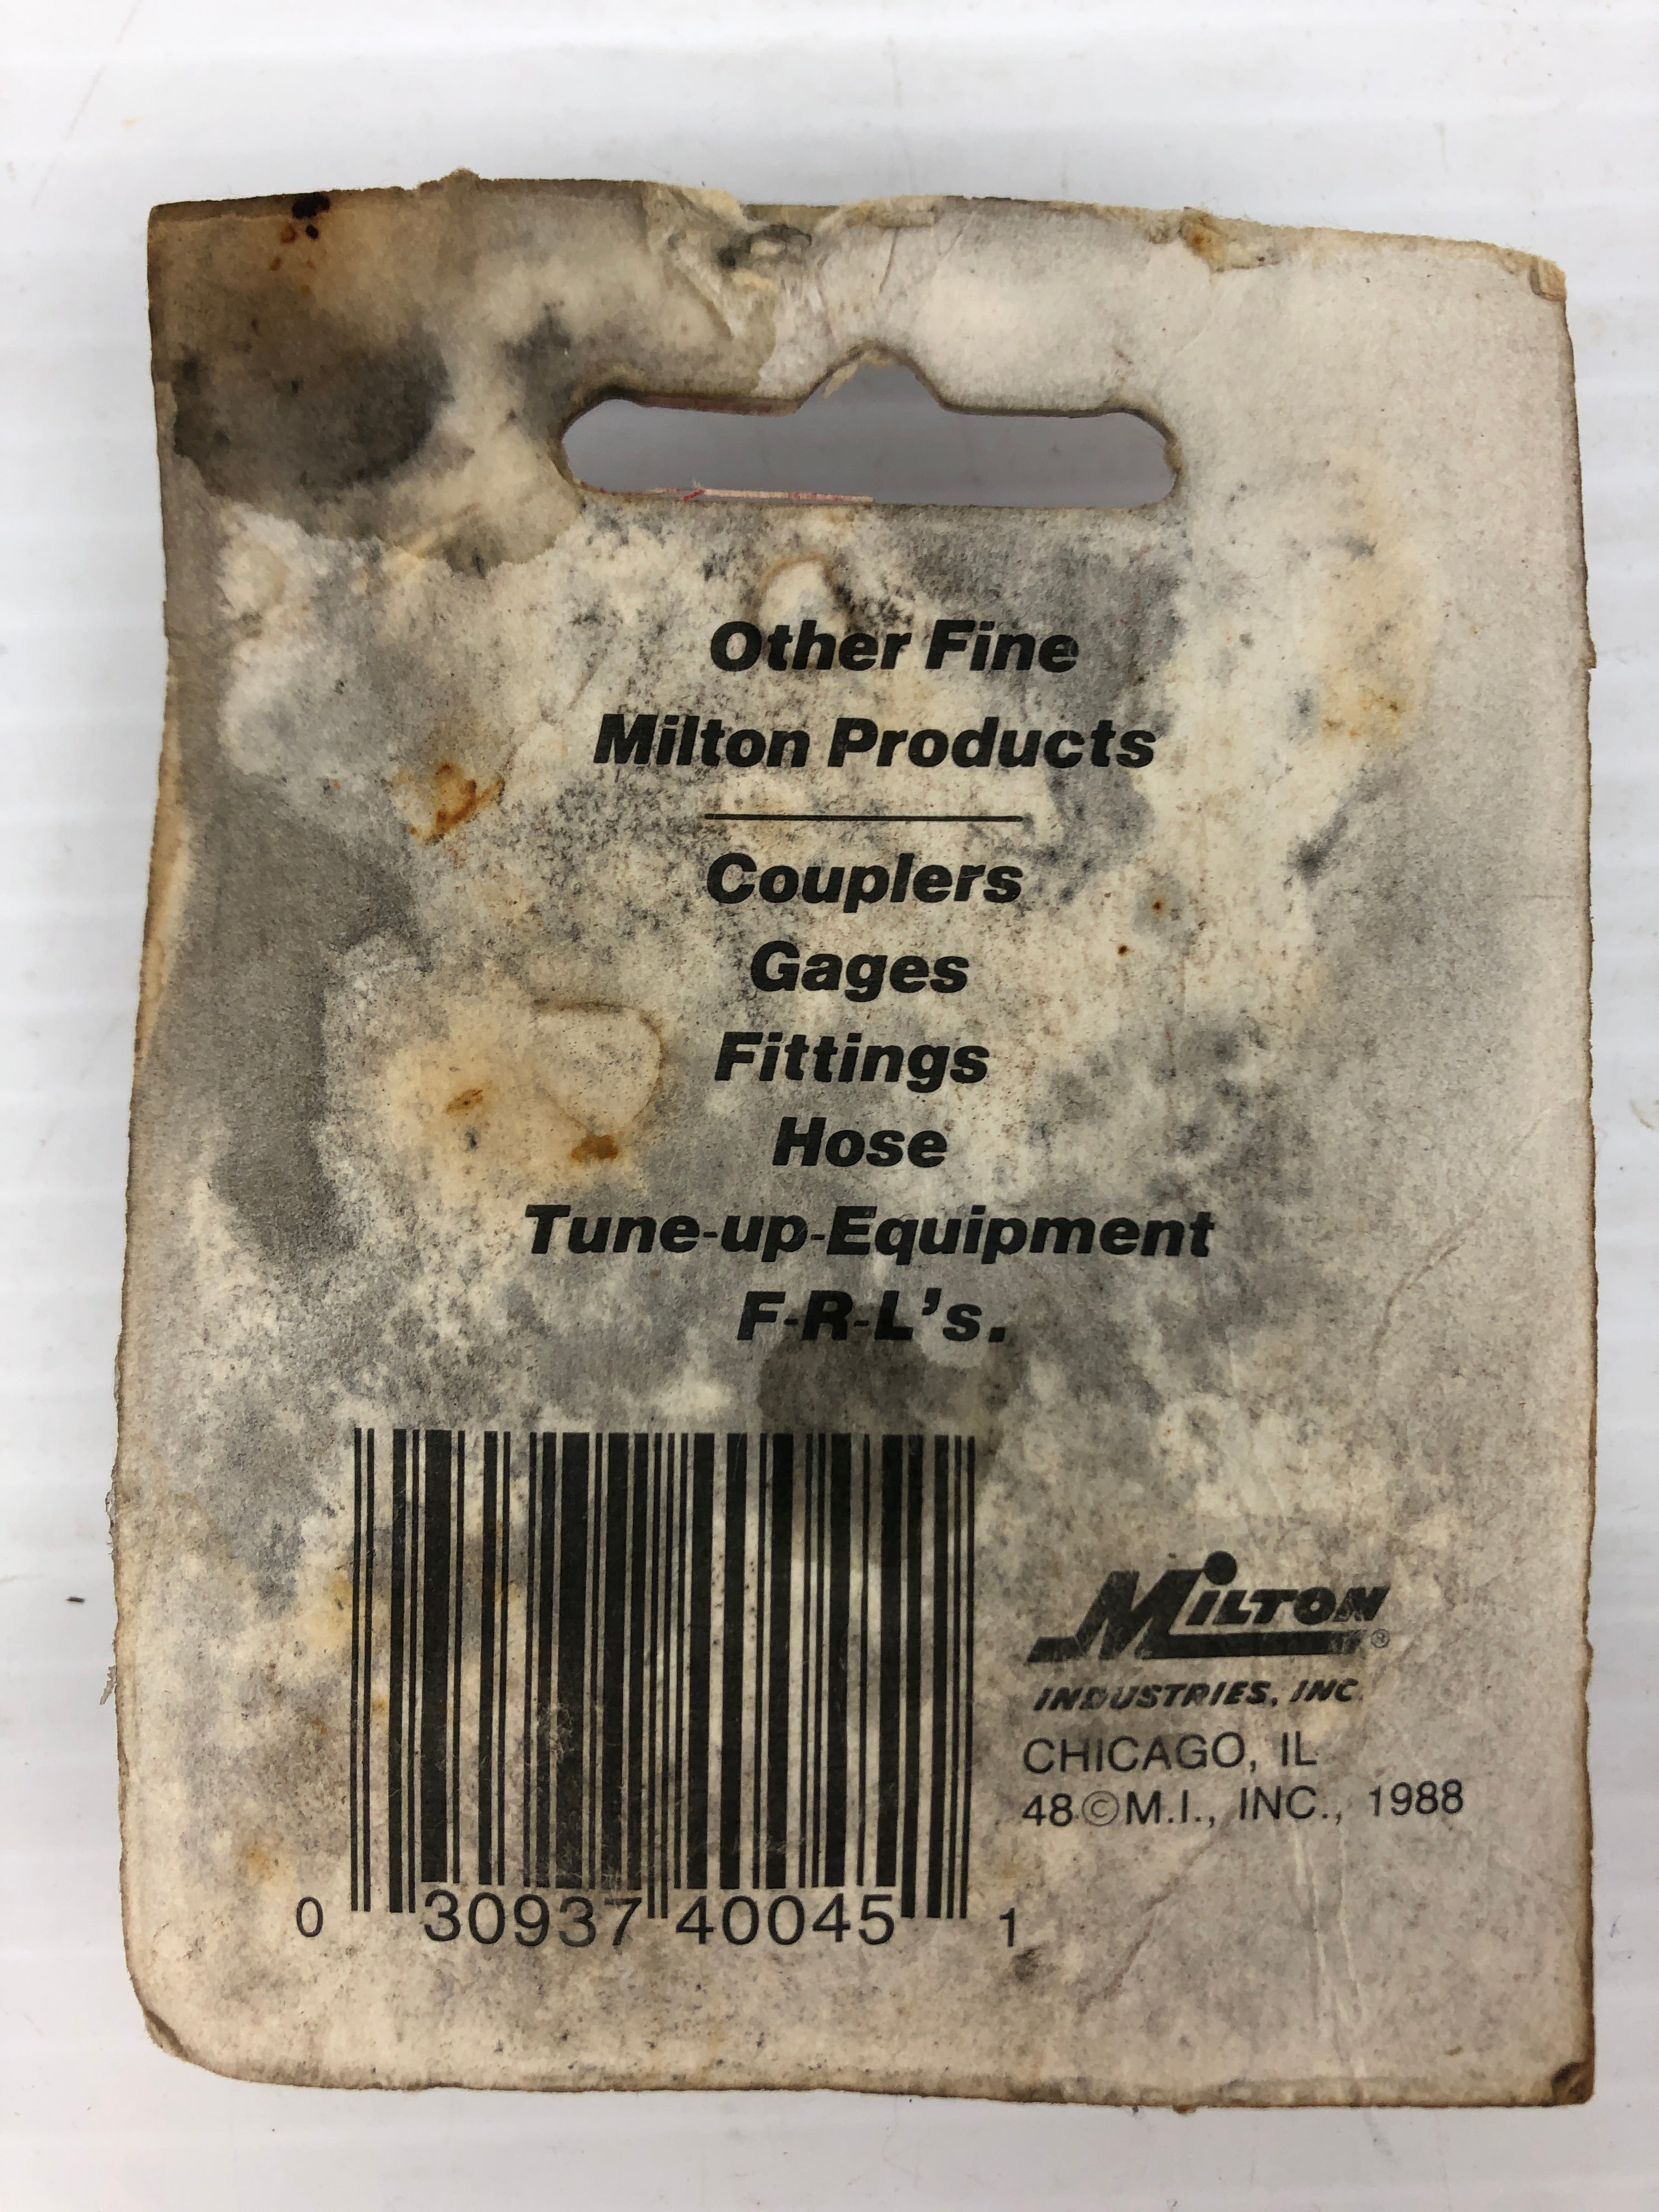 Other Fine
Milton Products
Couplers
Gages
Fittings
Hose
Tune-up-Equipment
F-R-L's.
MILTON®
INDUSTRIES, INC.
CHICAGO, IL
48©M.I., INC., 1988
0 30937 40045 1